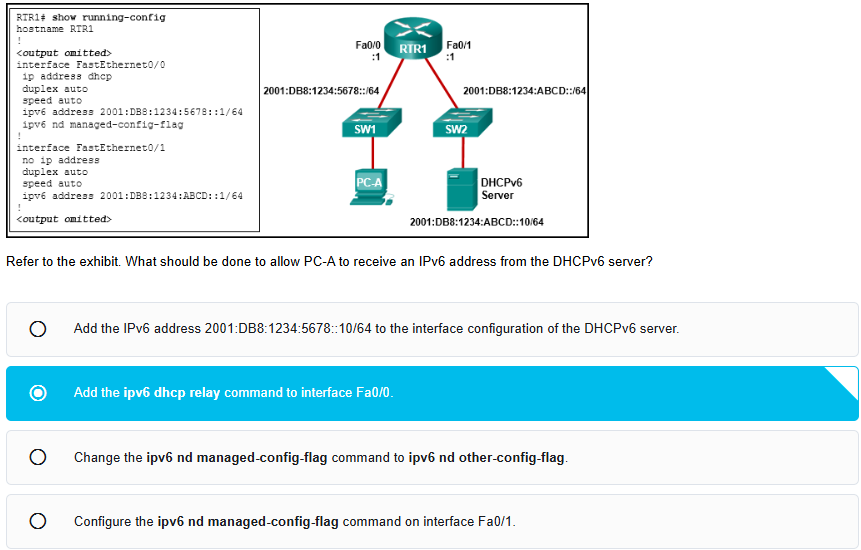 RTR1# show running-config
hostname RTR1
!
<output omitted>
interface FastEthernet0/0
ip address dhcp
duplex auto
speed auto
ipv6 address 2001:DB8:1234:5678::1/64
ipv6 nd managed-config-flag
!
interface FastEthernet0/1
no ip address
duplex auto
speed auto
ipv6 address 2001:DB8:1234:ABCD::1/64
!
<output omitted>
Fa0/0
:1
RTR1
Fa0/1
:1
2001:DB8:1234:5678::/64
2001:DB8:1234:ABCD::/64
SW1
SW2
PC-A
DHCPv6
Server
2001:DB8:1234:ABCD::10/64
Refer to the exhibit. What should be done to allow PC-A to receive an IPv6 address from the DHCPv6 server?
Add the IPv6 address 2001:DB8:1234:5678::10/64 to the interface configuration of the DHCPv6 server.
Add the ipv6 dhcp relay command to interface Fa0/0.
Change the ipv6 nd managed-config-flag command to ipv6 nd other-config-flag.
Configure the ipv6 nd managed-config-flag command on interface Fa0/1.